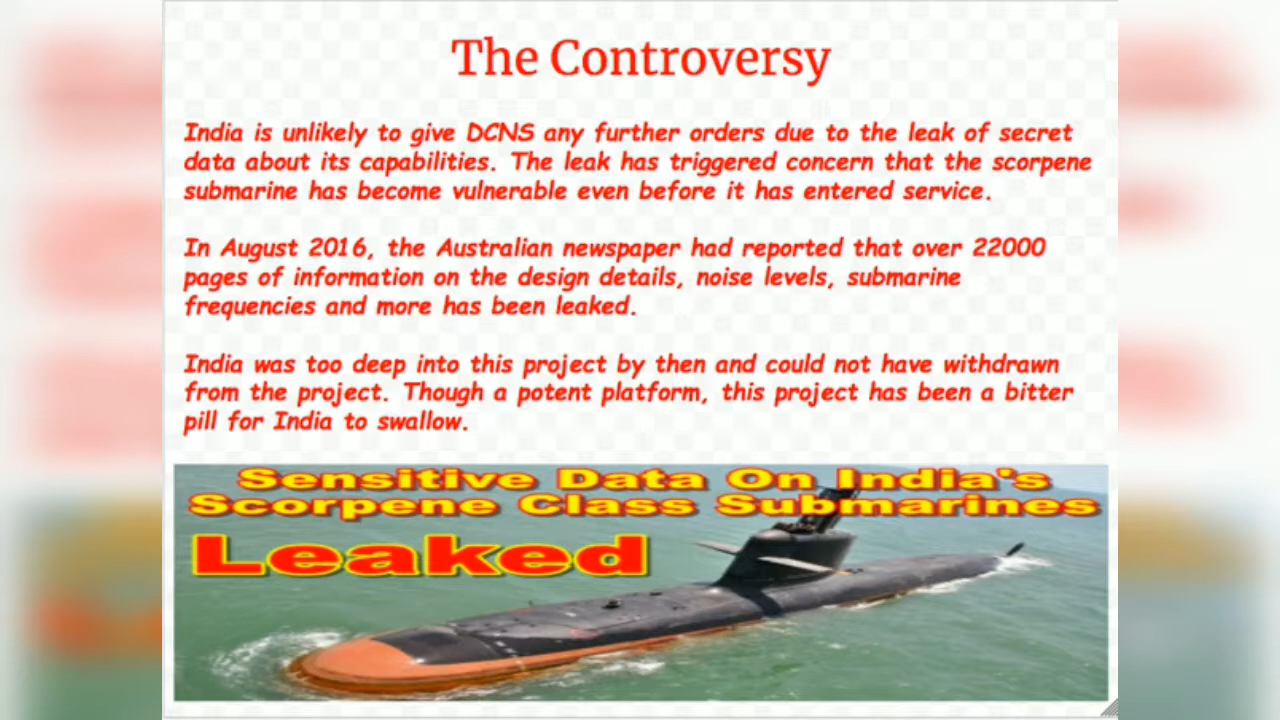 The Controversy
India is unlikely to give DCNS any further orders due to the leak of secret
data about its capabilities. The leak has triggered concern that the scorpene
submarine has become vulnerable even before it has entered service.
In August 2016, the Australian newspaper had reported that over 22000
pages of information on the design details, noise levels, submarine
frequencies and more has been leaked.
India was too deep into this project by then and could not have withdrawn
from the project. Though a potent platform, this project has been a bitter
pill for India to swallow.
Sensitive Data On India's
Scorpene Class Submarines
Leaked